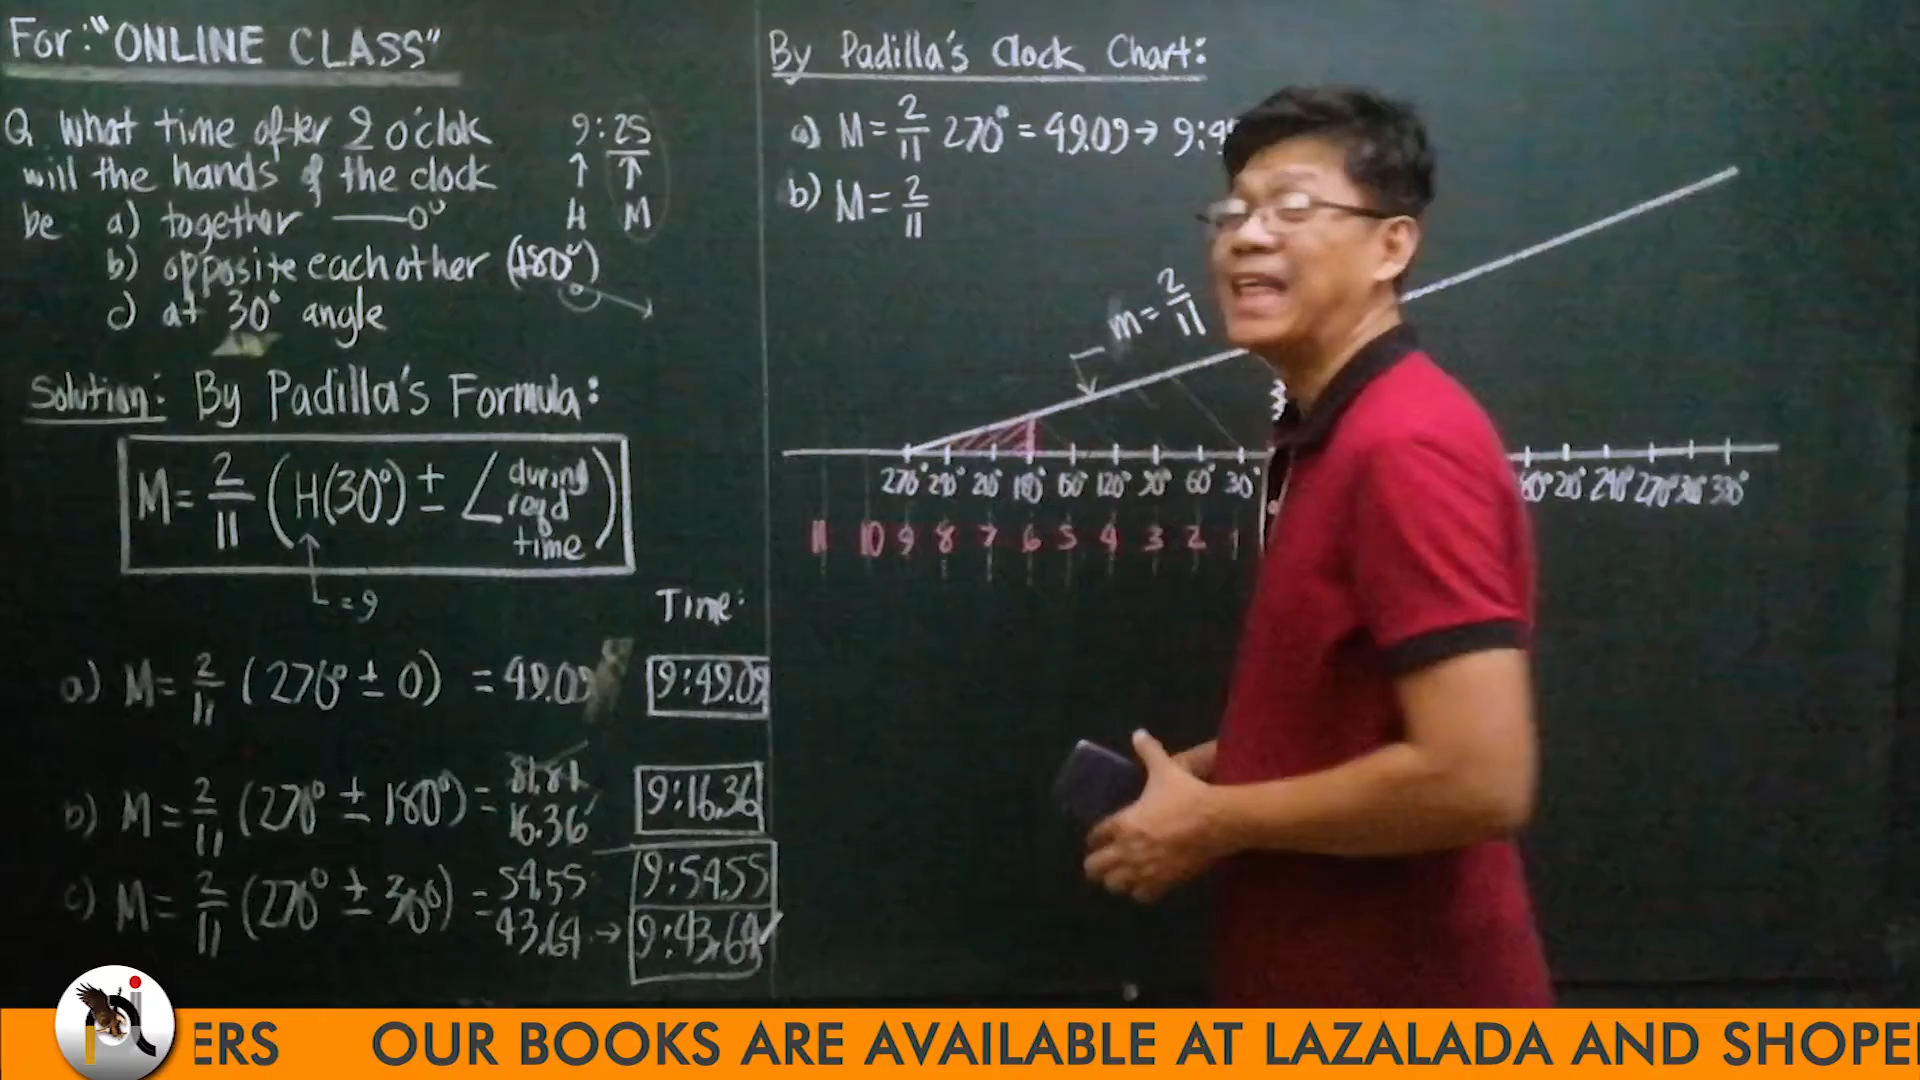 For: "ONLINE CLASS"
Q What time after 9 o'clok
will the hands of the clock
be a) together — 0°
b) opposite each other (180°)
c) at 30° angle
9:25
↑ ↑
H M
Solution: By Padilla's Formula:
M = 2/11 (H(30°) ± ∠ during reqd time)
= 9
Time:
a) M = 2/11 (270° ± 0) = 49.09 9:49.09
b) M = 2/11 (270° ± 180°) = 81.81 16.36 9:16.36
c) M = 2/11 (270° ± 30°) = 54.55 9:54.55
43.64 → 9:43.64
By Padilla's Clock Chart:
a) M = 2/11 270° = 49.09 → 9:4
b) M = 2/11
m = 2/11
270° 240° 210° 180° 150° 120° 90° 60° 30° 210° 240° 270° 300° 330°
11 10 9 8 7 6 5 4 3 2 1
ERS OUR BOOKS ARE AVAILABLE AT LAZALADA AND SHOPE